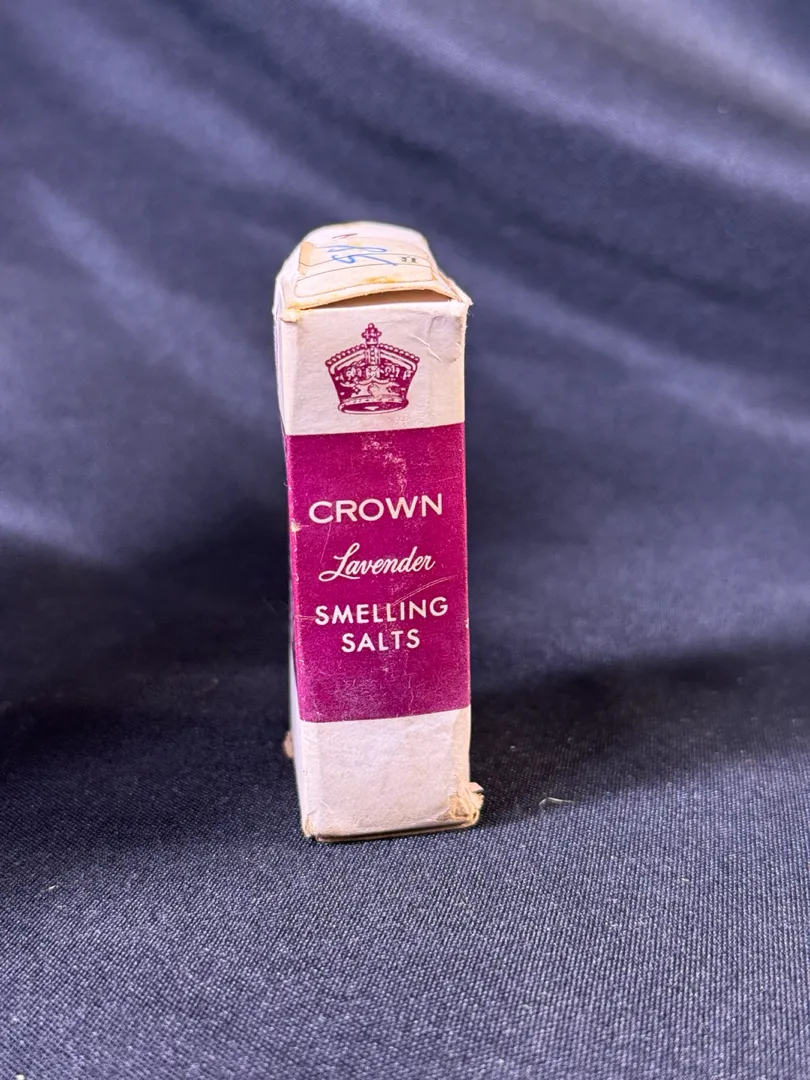 CROWN
Lavender
SMELLING
SALTS